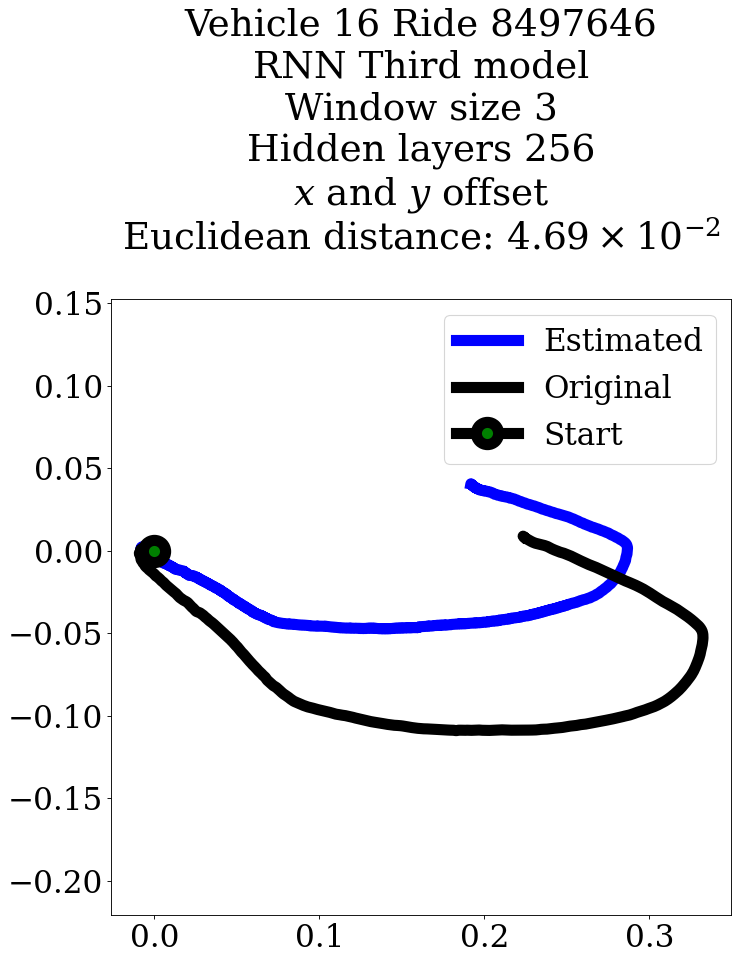 Vehicle 16 Ride 8497646
RNN Third model
Window size 3
Hidden layers 256
x and y offset
Euclidean distance: 4.69 × 10⁻²
Estimated
Original
Start
0.15
0.10
0.05
0.00
−0.05
−0.10
−0.15
−0.20
0.0 0.1 0.2 0.3